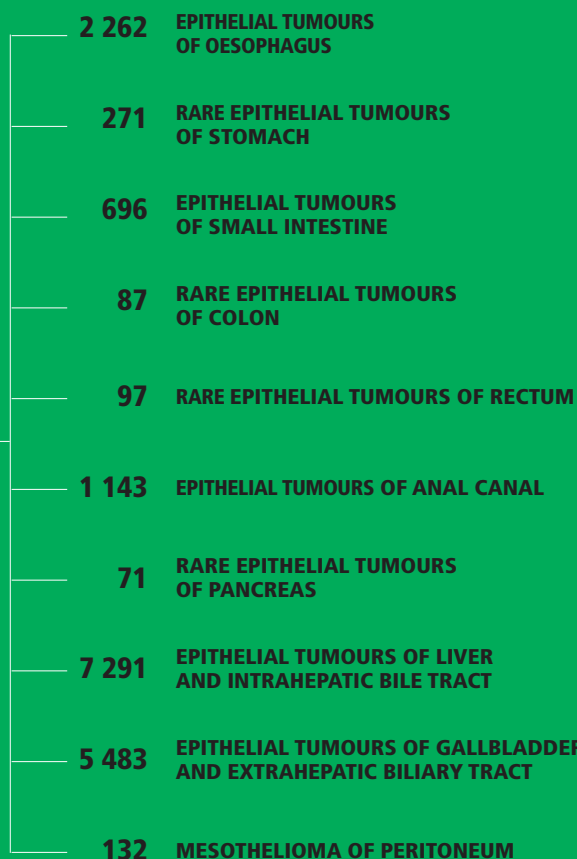 2 262 EPITHELIAL TUMOURS
OF OESOPHAGUS
271 RARE EPITHELIAL TUMOURS
OF STOMACH
696 EPITHELIAL TUMOURS
OF SMALL INTESTINE
87 RARE EPITHELIAL TUMOURS
OF COLON
97 RARE EPITHELIAL TUMOURS OF RECTUM
1 143 EPITHELIAL TUMOURS OF ANAL CANAL
71 RARE EPITHELIAL TUMOURS
OF PANCREAS
7 291 EPITHELIAL TUMOURS OF LIVER
AND INTRAHEPATIC BILE TRACT
5 483 EPITHELIAL TUMOURS OF GALLBLADDER
AND EXTRAHEPATIC BILIARY TRACT
132 MESOTHELIOMA OF PERITONEUM